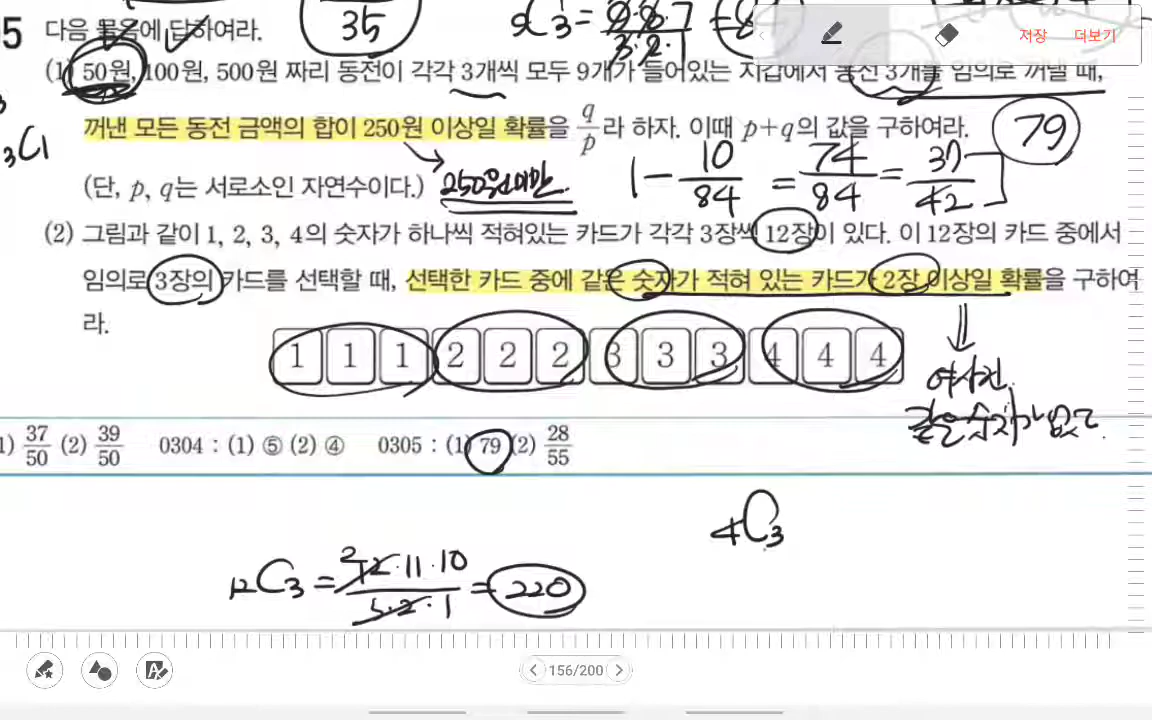 35
₉C₃ = 9·8·7 / 3·2·1 = 84
저장 더보기
5 다음 물음에 답하여라.
(1) 50원, 100원, 500원 짜리 동전이 각각 3개씩 모두 9개가 들어있는 지갑에서 동전 3개를 임의로 꺼낼 때,
꺼낸 모든 동전 금액의 합이 250원 이상일 확률을 q/p라 하자. 이때 p+q의 값을 구하여라. 79
₃C₁
(단, p, q는 서로소인 자연수이다.) 250원미만 1 - 10/84 = 74/84 = 37/42
(2) 그림과 같이 1, 2, 3, 4의 숫자가 하나씩 적혀있는 카드가 각각 3장씩 12장이 있다. 이 12장의 카드 중에서
임의로 3장의 카드를 선택할 때, 선택한 카드 중에 같은 숫자가 적혀 있는 카드가 2장 이상일 확률을 구하여
라.
1 1 1 2 2 2 3 3 3 4 4 4
⇓
여사건
같은숫자가 없는
1) 37/50 (2) 39/50 0304 : (1) ⑤ (2) ④ 0305 : (1) 79 (2) 28/55
₄C₃
₁₂C₃ = 12·11·10 / 3·2·1 = 220
156/200